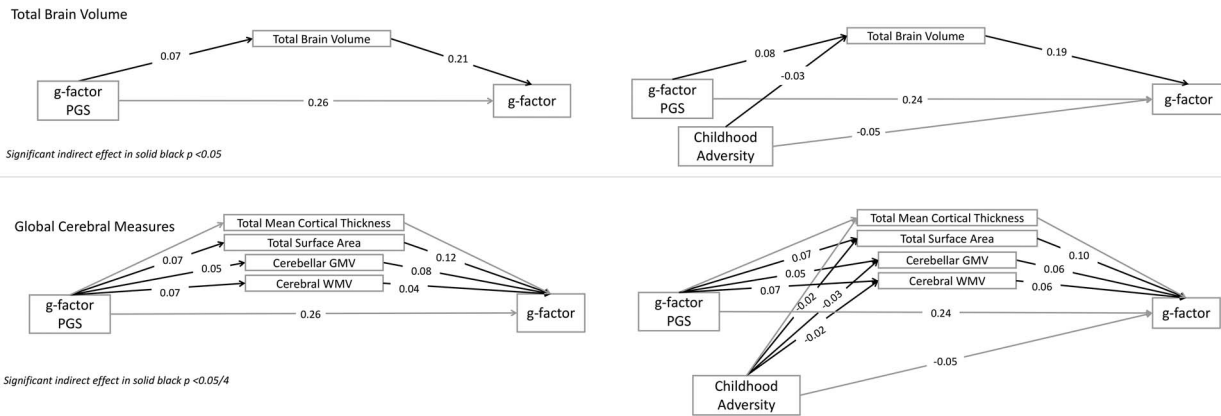 Total Brain Volume
Total Brain Volume
0.07
0.21
g-factor
PGS
0.26
g-factor
Significant indirect effect in solid black p <0.05
Total Brain Volume
0.08
-0.03
0.19
g-factor
PGS
0.24
g-factor
Childhood
Adversity
-0.05
Global Cerebral Measures
Total Mean Cortical Thickness
Total Surface Area
Cerebellar GMV
Cerebral WMV
0.07
0.05
0.07
0.12
0.08
0.04
g-factor
PGS
0.26
g-factor
Significant indirect effect in solid black p <0.05/4
Total Mean Cortical Thickness
Total Surface Area
Cerebellar GMV
Cerebral WMV
0.07
0.05
0.07
0.10
0.06
0.06
-0.02
-0.03
-0.02
g-factor
PGS
0.24
g-factor
Childhood
Adversity
-0.05